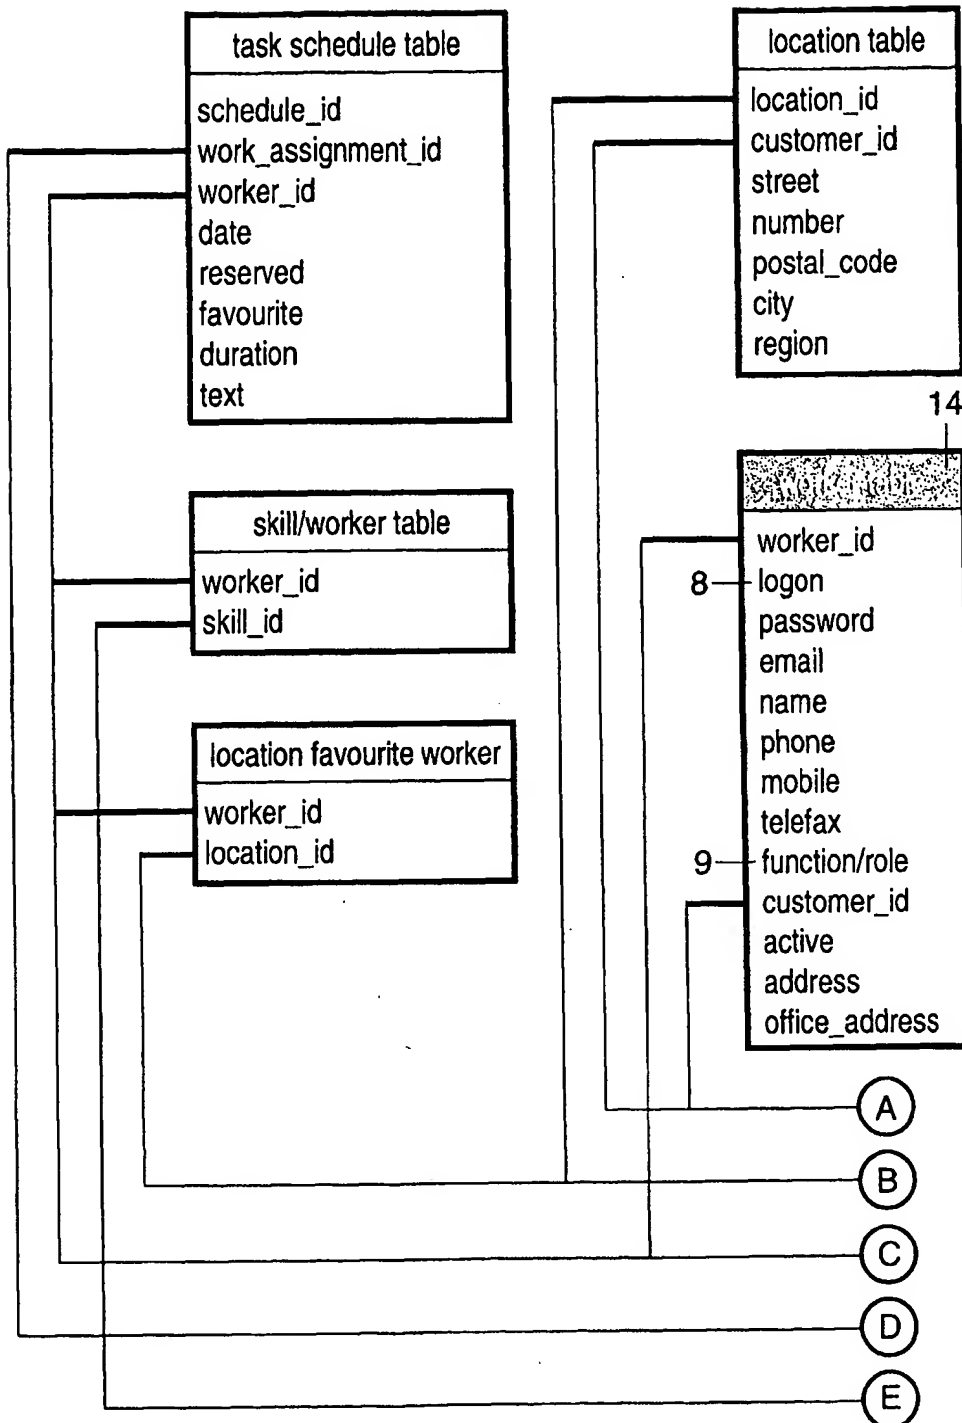 task schedule table
schedule_id
work_assignment_id
worker_id
date
reserved
favourite
duration
text
location table
location_id
customer_id
street
number
postal_code
city
region
14
skill/worker table
worker_id
skill_id
worker_id
8 logon
password
email
name
phone
mobile
telefax
9 function/role
customer_id
active
address
office_address
location favourite worker
worker_id
location_id
A
B
C
D
E